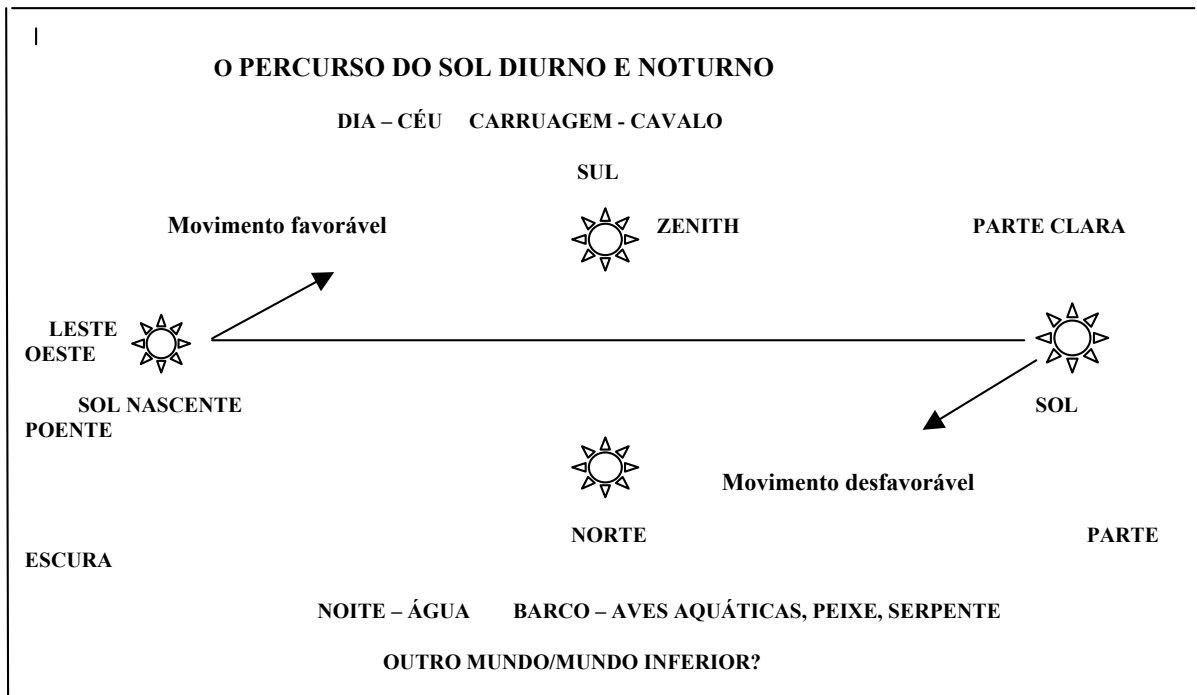 O PERCURSO DO SOL DIURNO E NOTURNO
DIA – CÉU CARRUAGEM - CAVALO
SUL
Movimento favorável ZENITH PARTE CLARA
LESTE
OESTE
SOL NASCENTE SOL
POENTE
Movimento desfavorável
NORTE PARTE
ESCURA
NOITE – ÁGUA BARCO – AVES AQUÁTICAS, PEIXE, SERPENTE
OUTRO MUNDO/MUNDO INFERIOR?